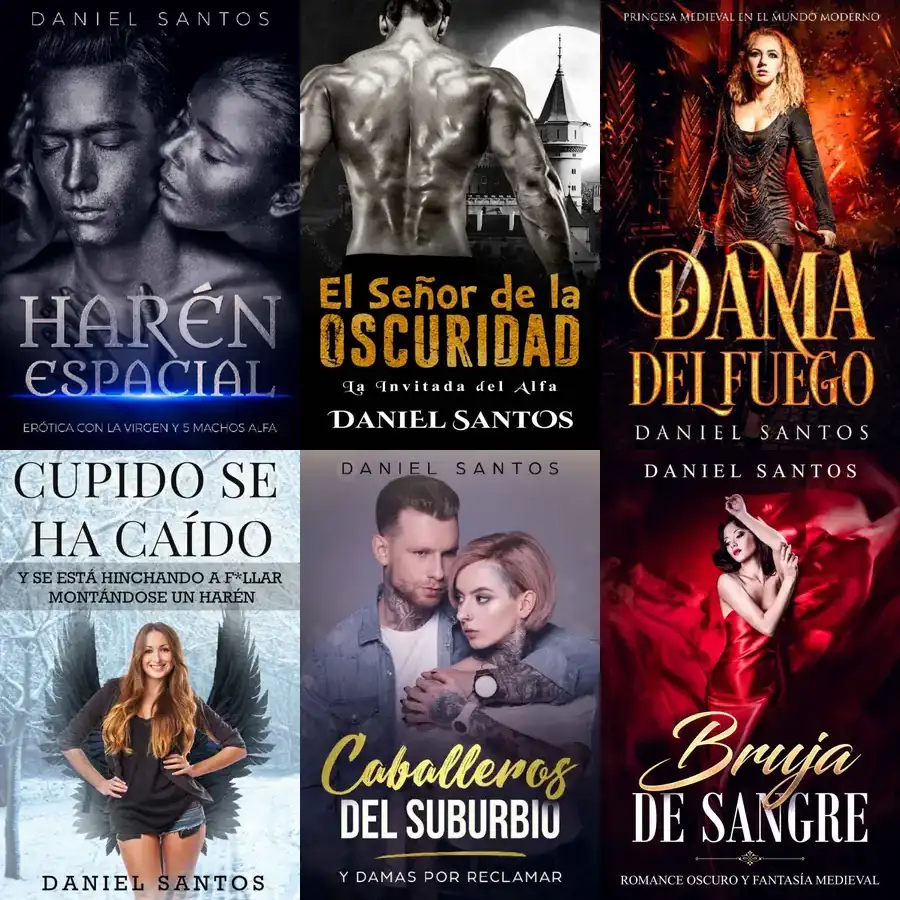 DANIEL SANTOS
HARÉN
ESPACIAL
ERÓTICA CON LA VIRGEN Y 5 MACHOS ALFA
El Señor de la
OSCURIDAD
La Invitada del Alfa
DANIEL SANTOS
PRINCESA MEDIEVAL EN EL MUNDO MODERNO
DAMA
DEL FUEGO
DANIEL SANTOS
CUPIDO SE
HA CAÍDO
Y SE ESTÁ HINCHANDO A F*LLAR
MONTÁNDOSE UN HARÉN
DANIEL SANTOS
DANIEL SANTOS
Caballeros
DEL SUBURBIO
Y DAMAS POR RECLAMAR
DANIEL SANTOS
Bruja
DE SANGRE
ROMANCE OSCURO Y FANTASÍA MEDIEVAL